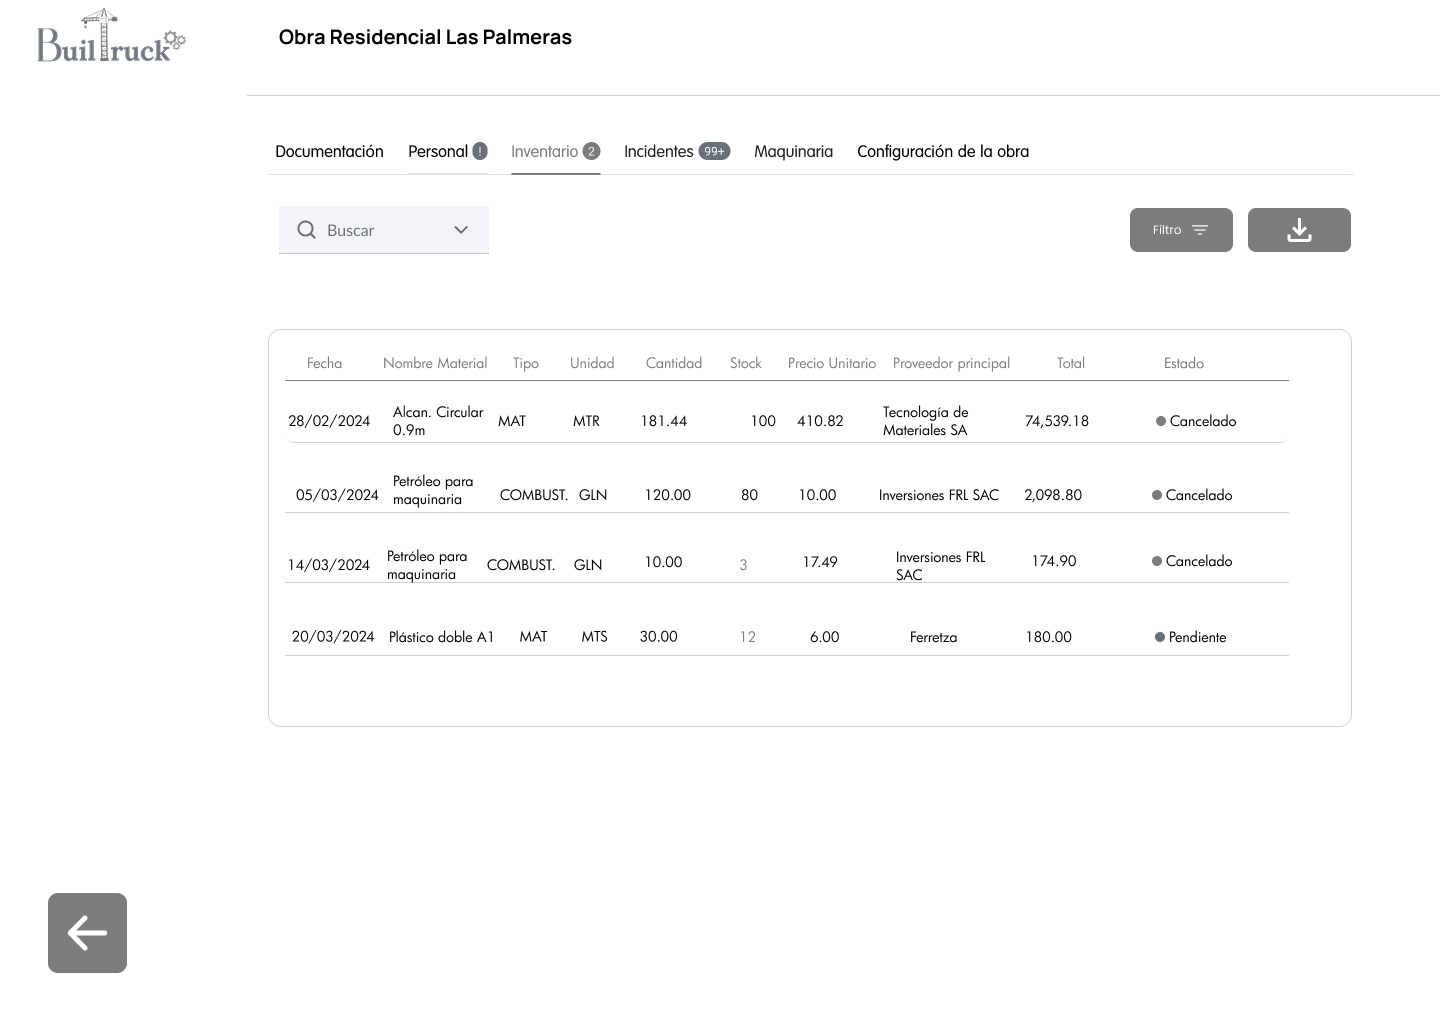 BuilTruck
Obra Residencial Las Palmeras
Documentación Personal ! Inventario 2 Incidentes 99+ Maquinaria Configuración de la obra
Buscar
Filtro
Fecha Nombre Material Tipo Unidad Cantidad Stock Precio Unitario Proveedor principal Total Estado
28/02/2024 Alcan. Circular 0.9m MAT MTR 181.44 100 410.82 Tecnología de Materiales SA 74,539.18 Cancelado
05/03/2024 Petróleo para maquinaria COMBUST. GLN 120.00 80 10.00 Inversiones FRL SAC 2,098.80 Cancelado
14/03/2024 Petróleo para maquinaria COMBUST. GLN 10.00 3 17.49 Inversiones FRL SAC 174.90 Cancelado
20/03/2024 Plástico doble A1 MAT MTS 30.00 12 6.00 Ferretza 180.00 Pendiente